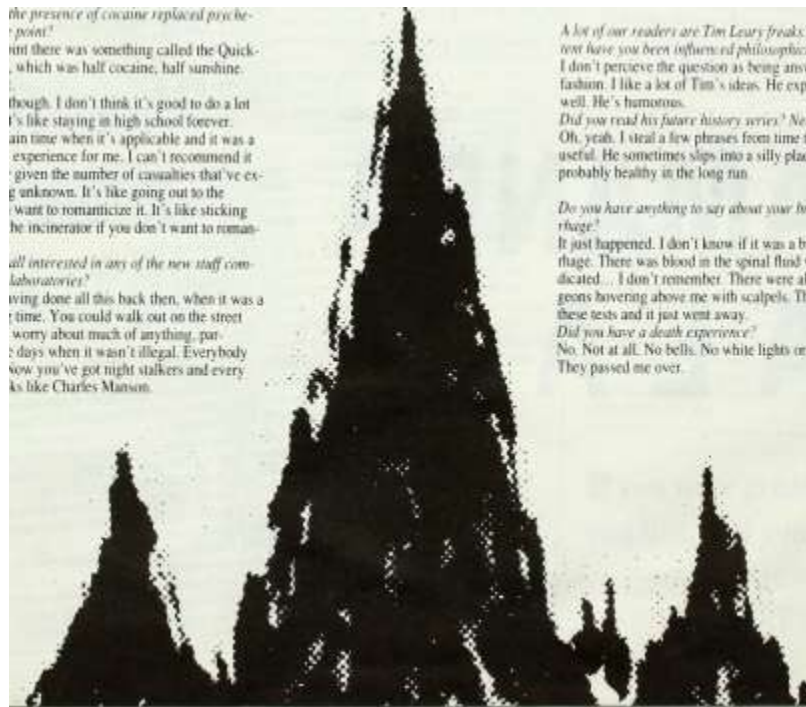 the presence of cocaine replaced psyche-
point?
int there was something called the Quick-
, which was half cocaine, half sunshine.
though. I don't think it's good to do a lot
t's like staying in high school forever.
ain time when it's applicable and it was a
experience for me. I can't recommend it
given the number of casualties that've ex-
g unknown. It's like going out to the
want to romanticize it. It's like sticking
he incinerator if you don't want to roman-
all interested in any of the new stuff com-
laboratories?
aving done all this back then, when it was a
time. You could walk out on the street
worry about much of anything, par-
e days when it wasn't illegal. Everybody
Now you've got night stalkers and every
ks like Charles Manson.
A lot of our readers are Tim Leary freaks.
tent have you been influenced philosophic
I don't percieve the question as being answ
fashion. I like a lot of Tim's ideas. He exp
well. He's humorous.
Did you read his future history series? Ne
Oh, yeah. I steal a few phrases from time t
useful. He sometimes slips into a silly plac
probably healthy in the long run.
Do you have anything to say about your br
rhage?
It just happened. I don't know if it was a b
rhage. There was blood in the spinal fluid
dicated... I don't remember. There were al
geons hovering above me with scalpels. Th
these tests and it just went away.
Did you have a death experience?
No. Not at all. No bells. No white lights or
They passed me over.